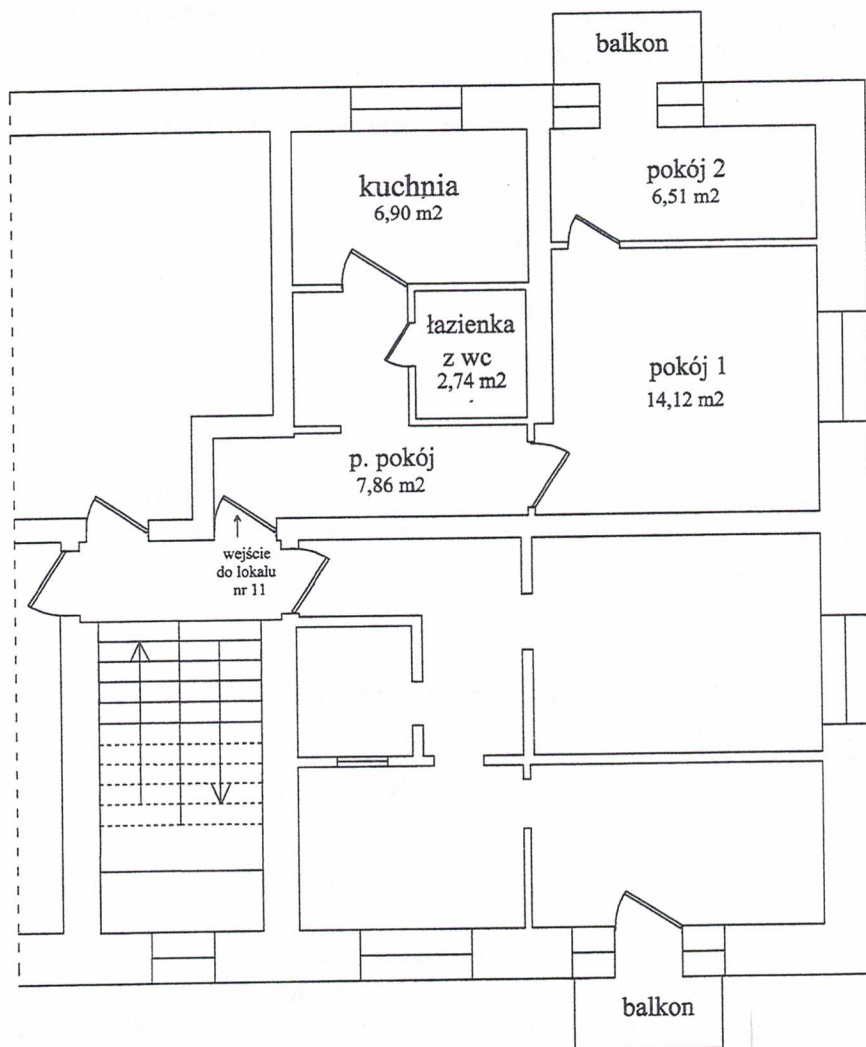 balkon
kuchnia
6,90 m2
pokój 2
6,51 m2
łazienka
z wc
2,74 m2
pokój 1
14,12 m2
p. pokój
7,86 m2
wejście
do lokalu
nr 11
balkon